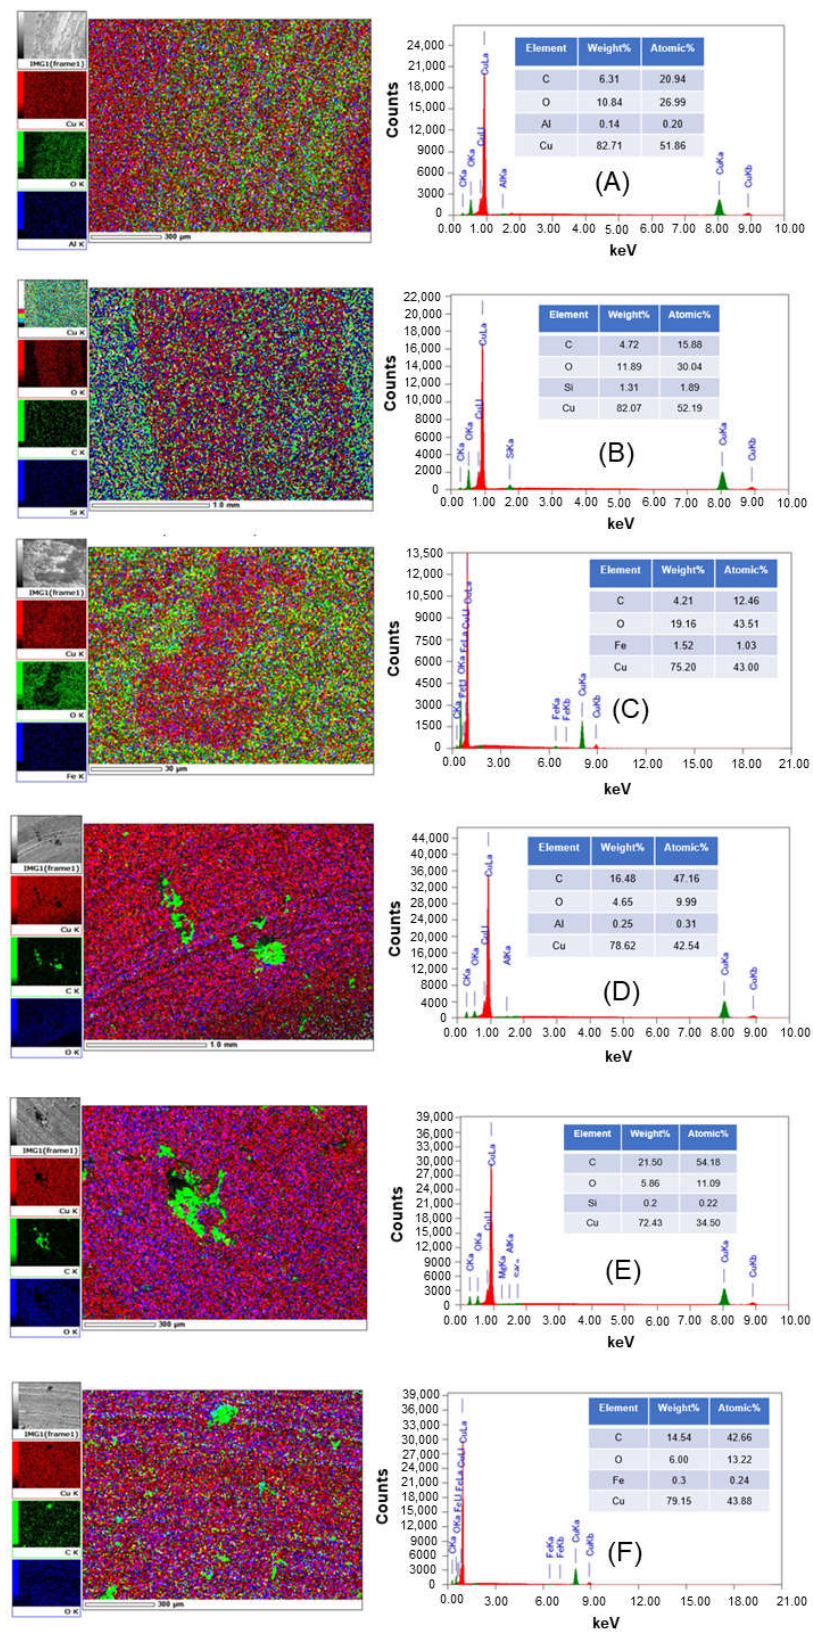 IMG1(frame1)
Cu K
O K
Al K
300 µm
Counts
24,000
21,000
18,000
15,000
12,000
9,000
6000
3000
0
CKa
OKa
CuLl
CuLa
AlKa
CuKa
CuKb
Element Weight% Atomic%
C 6.31 20.94
O 10.84 26.99
Al 0.14 0.20
Cu 82.71 51.86
(A)
0.00 1.00 2.00 3.00 4.00 5.00 6.00 7.00 8.00 9.00 10.00
keV
Cu K
O K
C K
Si K
1.0 mm
Counts
22,000
20,000
18,000
16,000
14,000
12,000
10,000
8000
6000
4000
2000
0
CKa
OKa
CuLl
CuLa
SiKa
CuKa
CuKb
Element Weight% Atomic%
C 4.72 15.88
O 11.89 30.04
Si 1.31 1.89
Cu 82.07 52.19
(B)
0.00 1.00 2.00 3.00 4.00 5.00 6.00 7.00 8.00 9.00 10.00
keV
IMG1(frame1)
Cu K
O K
Fe K
30 µm
Counts
13,500
12,000
10,500
9000
7500
6000
4500
3000
1500
0
CKa
FeLl
OKa
FeLa
CuLl
CuLa
FeKa
FeKb
CuKa
CuKb
Element Weight% Atomic%
C 4.21 12.46
O 19.16 43.51
Fe 1.52 1.03
Cu 75.20 43.00
(C)
0.00 3.00 6.00 9.00 12.00 15.00 18.00 21.00
keV
IMG1(frame1)
Cu K
C K
O K
1.0 mm
Counts
44,000
40,000
36,000
32,000
28,000
24,000
20,000
16,000
12,000
8000
4000
0
CKa
OKa
CuLl
CuLa
AlKa
CuKa
CuKb
Element Weight% Atomic%
C 16.48 47.16
O 4.65 9.99
Al 0.25 0.31
Cu 78.62 42.54
(D)
0.00 1.00 2.00 3.00 4.00 5.00 6.00 7.00 8.00 9.00 10.00
keV
IMG1(frame1)
Cu K
C K
O K
300 µm
Counts
39,000
36,000
33,000
30,000
27,000
24,000
21,000
18,000
15,000
12,000
9000
6000
3000
0
CKa
OKa
CuLl
CuLa
MgKa
AlKa
CuKa
CuKb
Element Weight% Atomic%
C 21.50 54.18
O 5.86 11.09
Si 0.2 0.22
Cu 72.43 34.50
(E)
0.00 1.00 2.00 3.00 4.00 5.00 6.00 7.00 8.00 9.00 10.00
keV
IMG1(frame1)
Cu K
C K
O K
300 µm
Counts
39,000
36,000
33,000
30,000
27,000
24,000
21,000
18,000
15,000
12,000
9000
6000
3000
0
CKa
OKa
FeLl
FeLa
CuLl
CuLa
FeKa
FeKb
CuKa
CuKb
Element Weight% Atomic%
C 14.54 42.66
O 6.00 13.22
Fe 0.3 0.24
Cu 79.15 43.88
(F)
3.00 6.00 9.00 12.00 15.00 18.00 21.00
keV